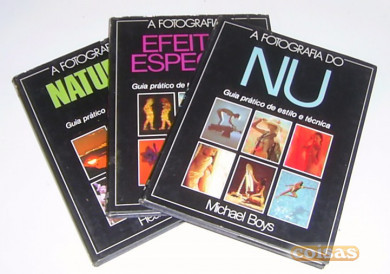 A FOTOGRAFIA
NATU
Guia prático
A FOTOGRAFIA
EFEIT
ESPEC
Guia prático de
A FOTOGRAFIA DO
NU
Guia prático de estilo e técnica
Michael Boys
coisas